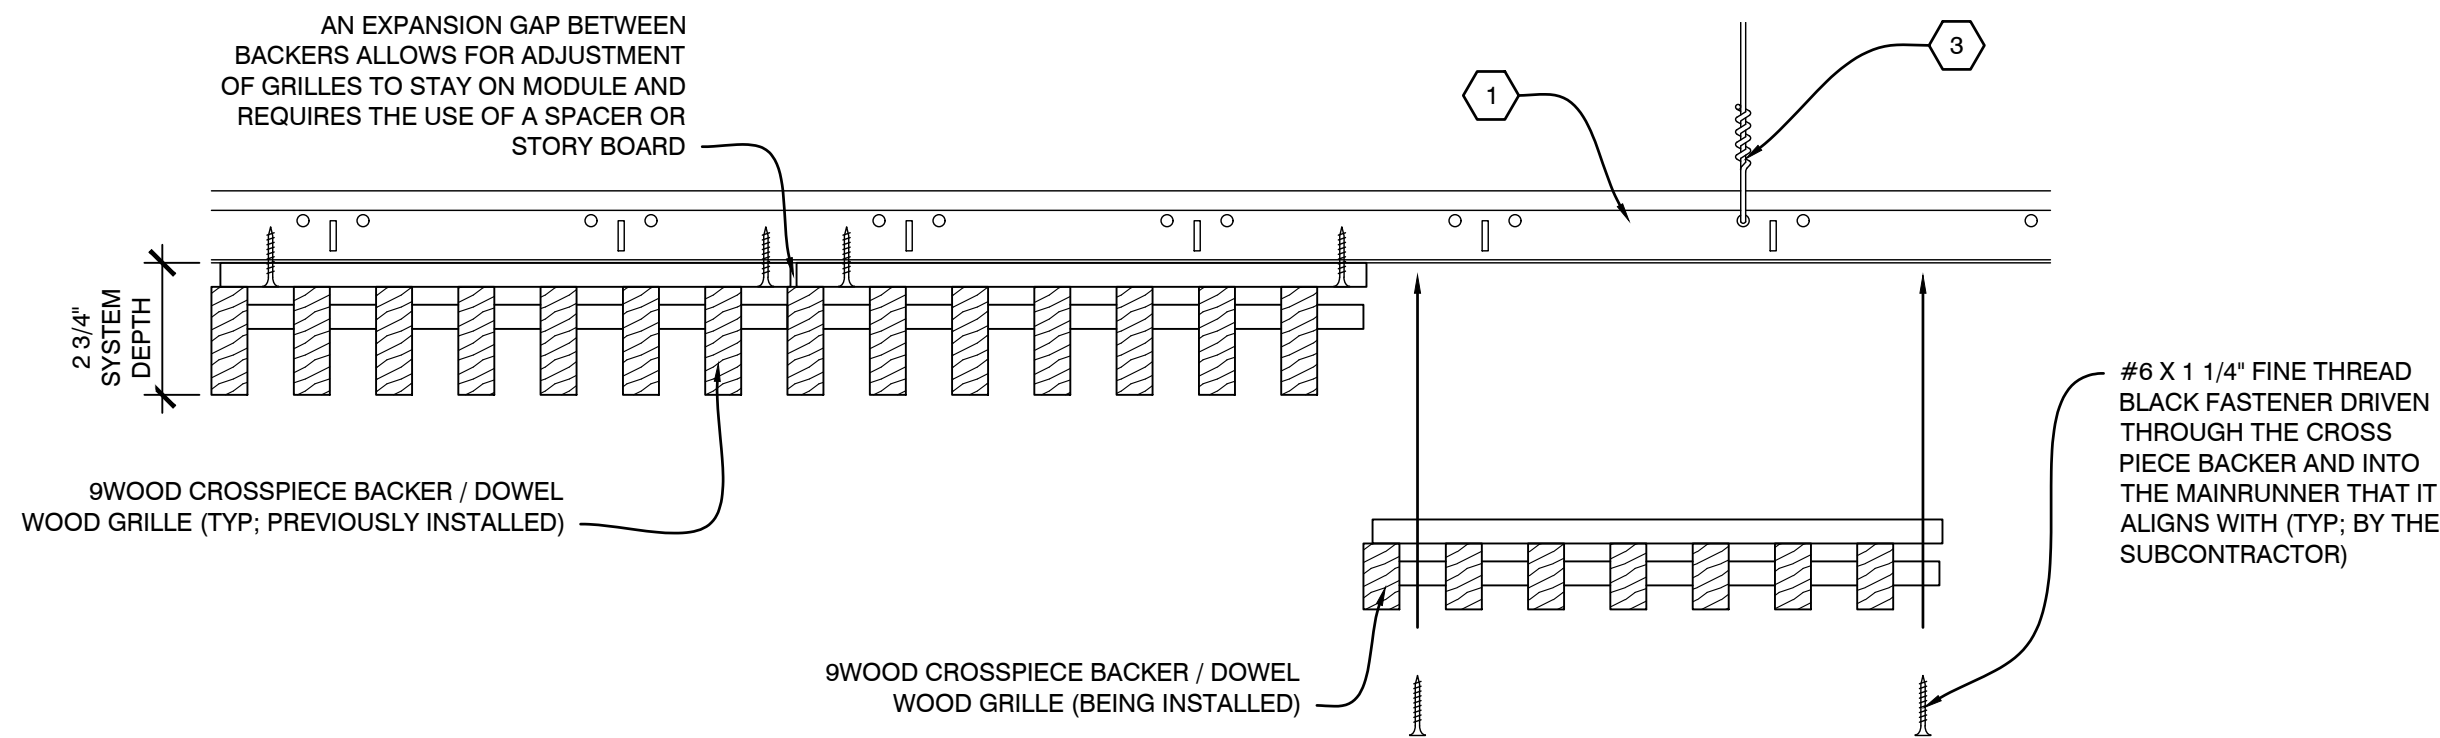 AN EXPANSION GAP BETWEEN
BACKERS ALLOWS FOR ADJUSTMENT
OF GRILLES TO STAY ON MODULE AND
REQUIRES THE USE OF A SPACER OR
STORY BOARD
1
3
2 3/4"
SYSTEM
DEPTH
9WOOD CROSSPIECE BACKER / DOWEL
WOOD GRILLE (TYP; PREVIOUSLY INSTALLED)
#6 X 1 1/4" FINE THREAD
BLACK FASTENER DRIVEN
THROUGH THE CROSS
PIECE BACKER AND INTO
THE MAINRUNNER THAT IT
ALIGNS WITH (TYP; BY THE
SUBCONTRACTOR)
9WOOD CROSSPIECE BACKER / DOWEL
WOOD GRILLE (BEING INSTALLED)